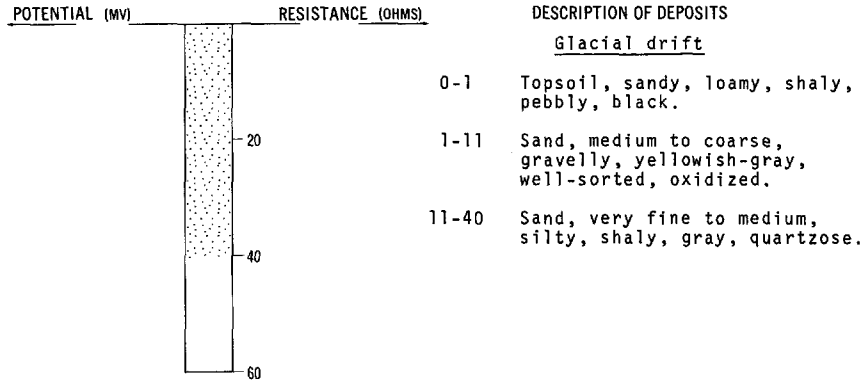 POTENTIAL (MV) RESISTANCE (OHMS) DESCRIPTION OF DEPOSITS
Glacial drift
0-1 Topsoil, sandy, loamy, shaly,
pebbly, black.
20
1-11 Sand, medium to coarse,
gravelly, yellowish-gray,
well-sorted, oxidized.
11-40 Sand, very fine to medium,
silty, shaly, gray, quartzose.
40
60